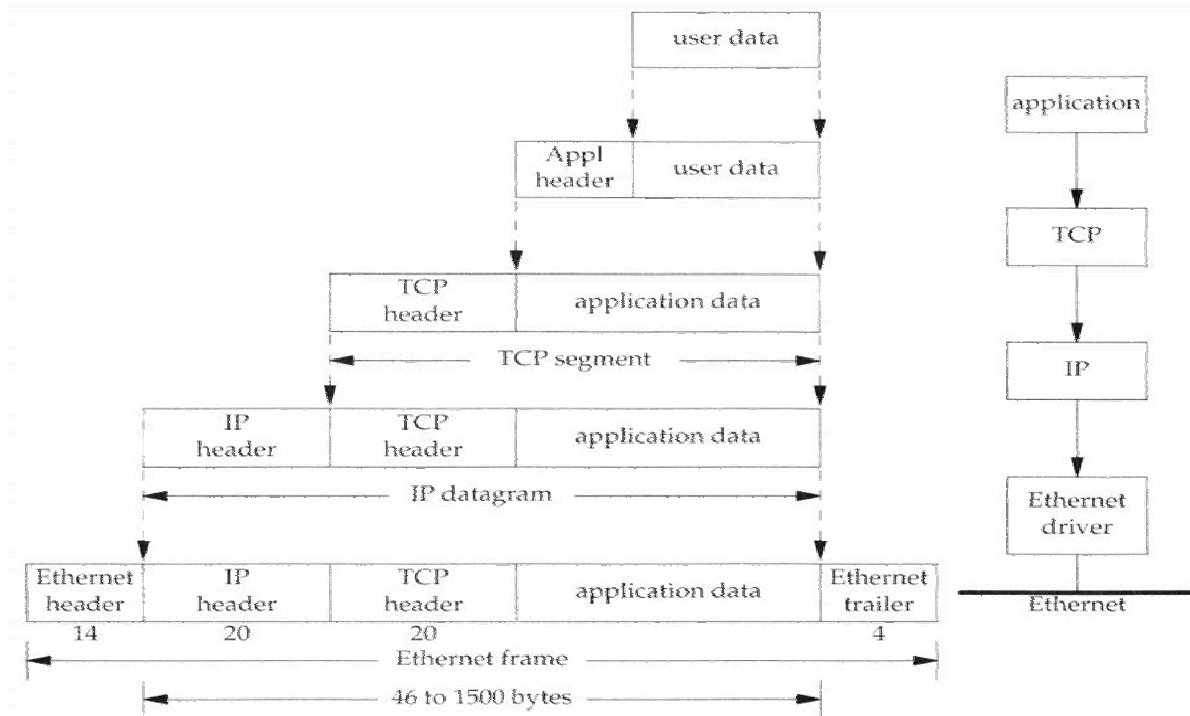 user data
Appl
header
user data
TCP
header
application data
TCP segment
IP
header
TCP
header
application data
IP datagram
Ethernet
header
IP
header
TCP
header
application data
Ethernet
trailer
14
20
20
4
Ethernet frame
46 to 1500 bytes
application
TCP
IP
Ethernet
driver
Ethernet